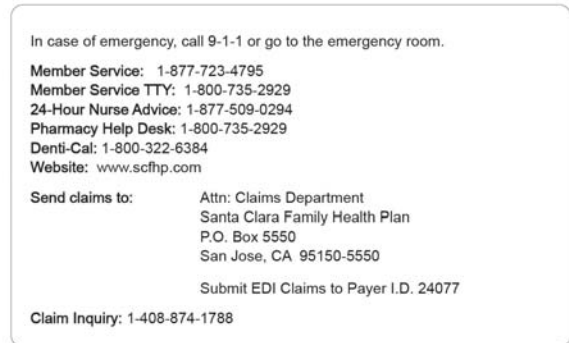 In case of emergency, call 9-1-1 or go to the emergency room.
Member Service: 1-877-723-4795
Member Service TTY: 1-800-735-2929
24-Hour Nurse Advice: 1-877-509-0294
Pharmacy Help Desk: 1-800-735-2929
Denti-Cal: 1-800-322-6384
Website: www.scfhp.com
Send claims to: Attn: Claims Department
Santa Clara Family Health Plan
P.O. Box 5550
San Jose, CA 95150-5550
Submit EDI Claims to Payer I.D. 24077
Claim Inquiry: 1-408-874-1788